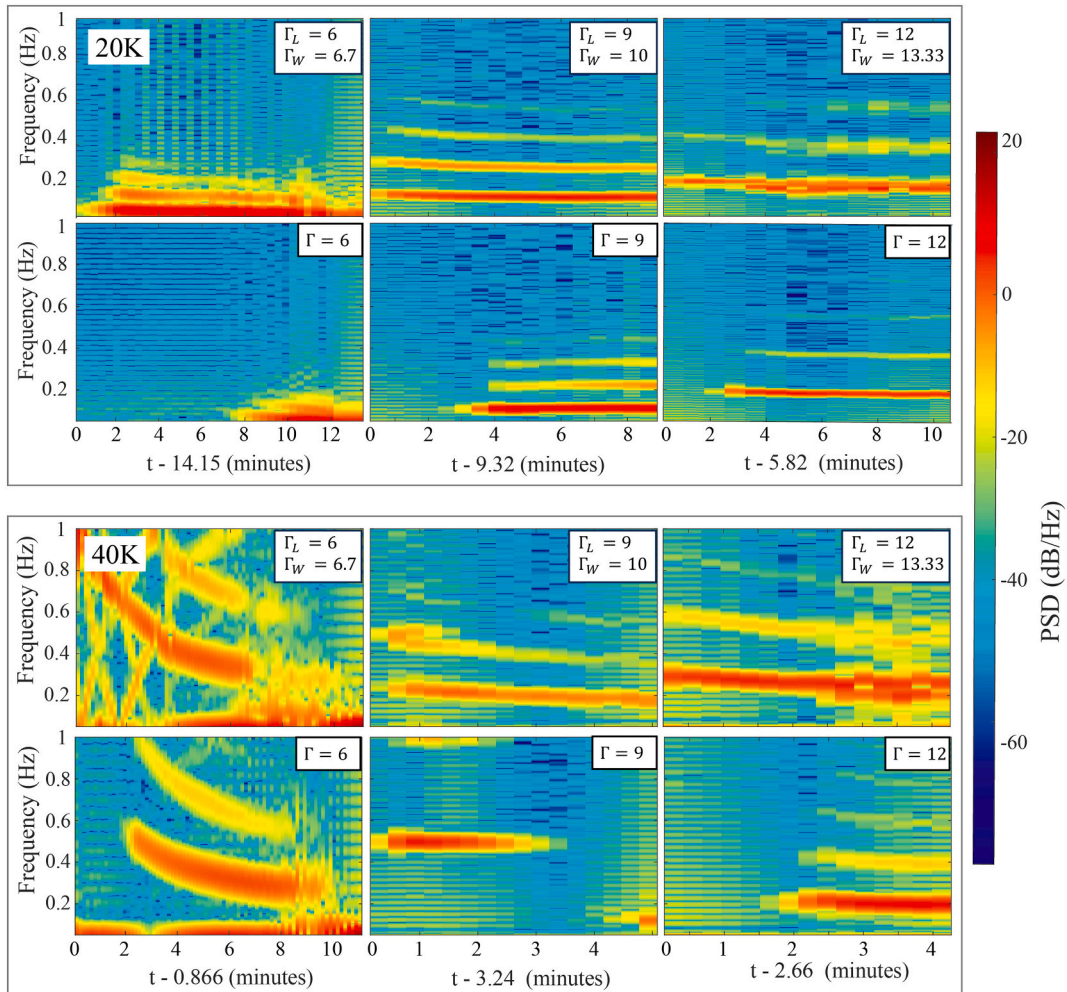 20K
Γ_L = 6
Γ_W = 6.7
Γ_L = 9
Γ_W = 10
Γ_L = 12
Γ_W = 13.33
Frequency (Hz)
1
0.8
0.6
0.4
0.2
Γ = 6
Γ = 9
Γ = 12
Frequency (Hz)
1
0.8
0.6
0.4
0.2
0 2 4 6 8 10 12
0 2 4 6 8
0 2 4 6 8 10
t - 14.15 (minutes)
t - 9.32 (minutes)
t - 5.82 (minutes)
40K
Γ_L = 6
Γ_W = 6.7
Γ_L = 9
Γ_W = 10
Γ_L = 12
Γ_W = 13.33
Frequency (Hz)
1
0.8
0.6
0.4
0.2
Γ = 6
Γ = 9
Γ = 12
Frequency (Hz)
1
0.8
0.6
0.4
0.2
0 2 4 6 8 10
0 1 2 3 4 5
0 1 2 3 4
t - 0.866 (minutes)
t - 3.24 (minutes)
t - 2.66 (minutes)
20
0
-20
-40
-60
PSD (dB/Hz)